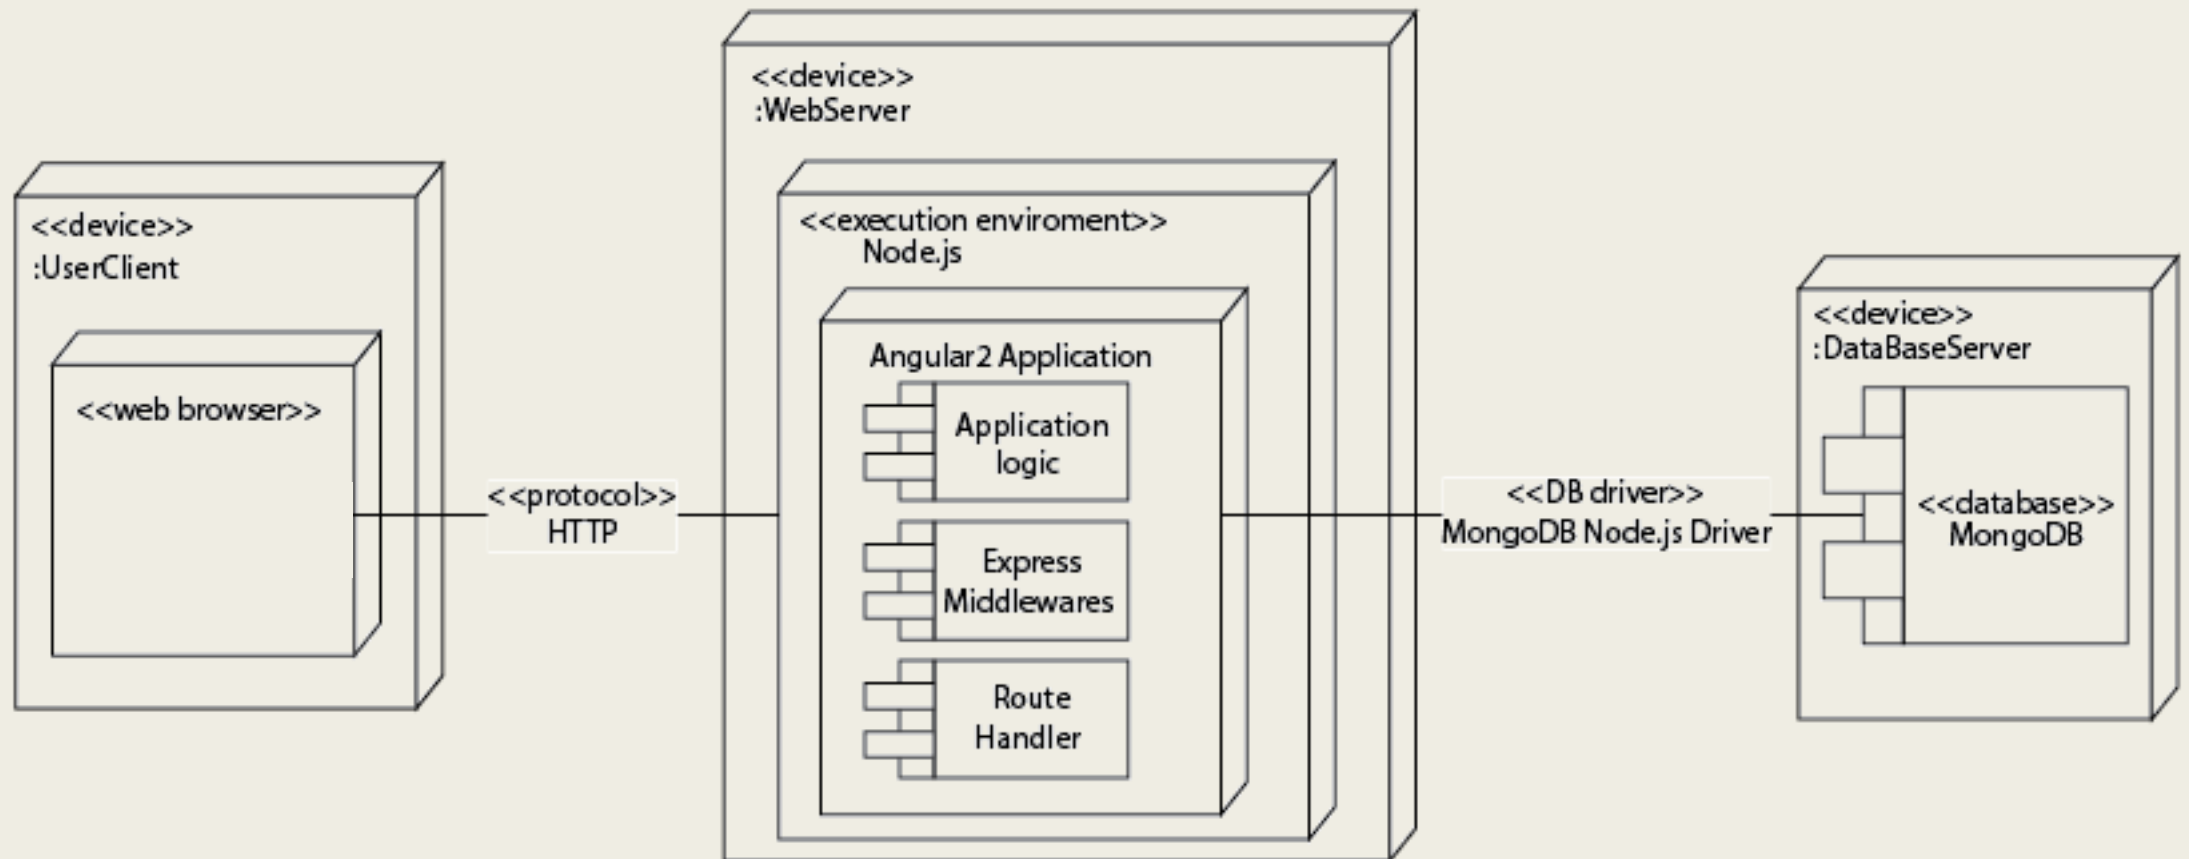 <<device>>
:UserClient
<<web browser>>
<<protocol>>
HTTP
<<device>>
:WebServer
<<execution enviroment>>
Node.js
Angular2 Application
Application
logic
Express
Middlewares
Route
Handler
<<DB driver>>
MongoDB Node.js Driver
<<device>>
:DataBaseServer
<<database>>
MongoDB